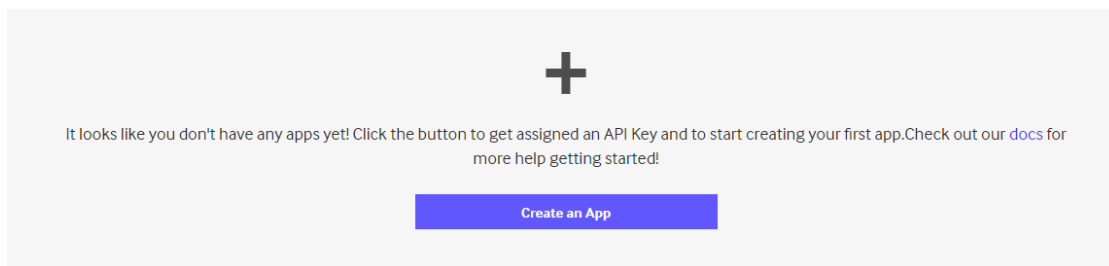 It looks like you don't have any apps yet! Click the button to get assigned an API Key and to start creating your first app.Check out our docs for
more help getting started!
Create an App